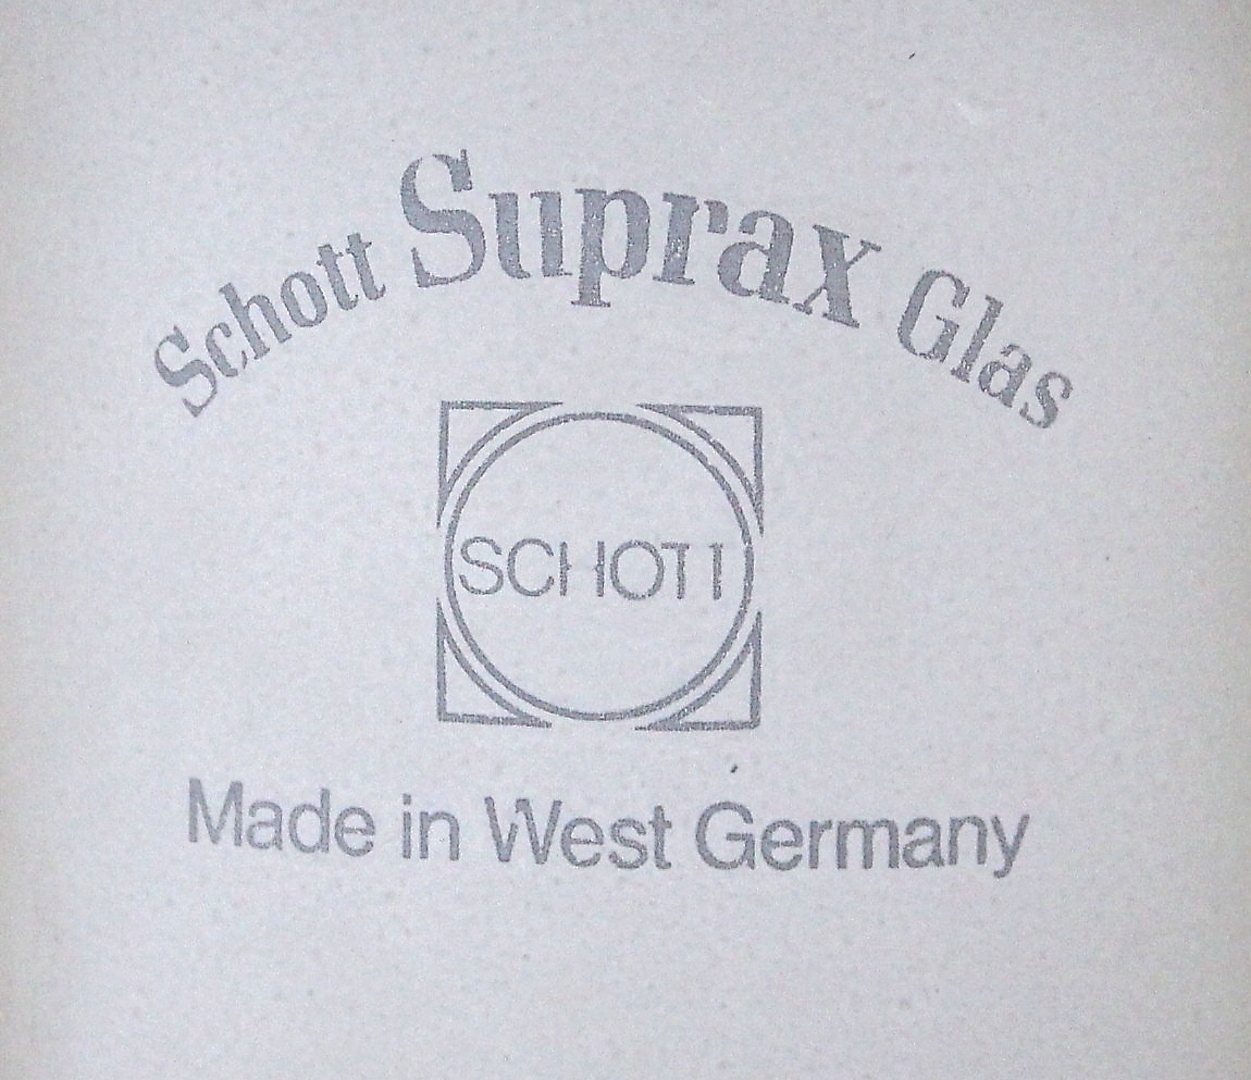 Schott Suprax Glas
SCHOTT
Made in West Germany